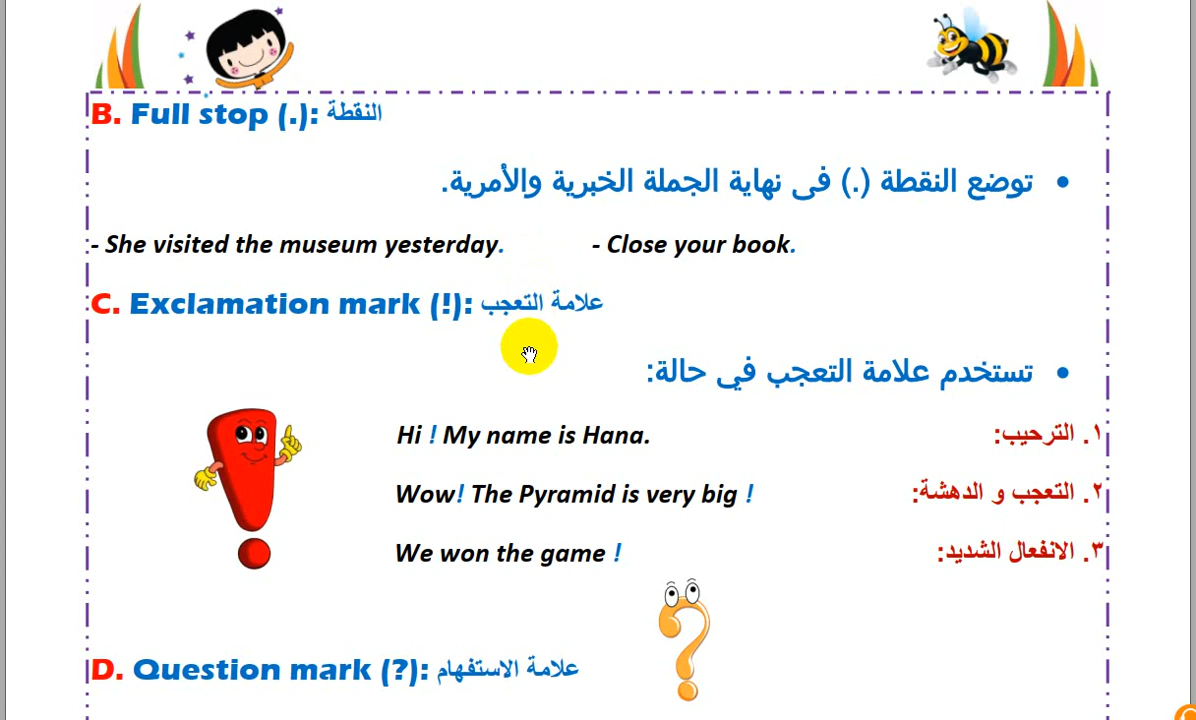 B. Full stop (.): النقطة
• توضع النقطة (.) فى نهاية الجملة الخبرية والأمرية.
- She visited the museum yesterday. - Close your book.
C. Exclamation mark (!): علامة التعجب
• تستخدم علامة التعجب في حالة:
١. الترحيب: Hi ! My name is Hana.
٢. التعجب و الدهشة: Wow! The Pyramid is very big !
٣. الانفعال الشديد: We won the game !
D. Question mark (?): علامة الاستفهام